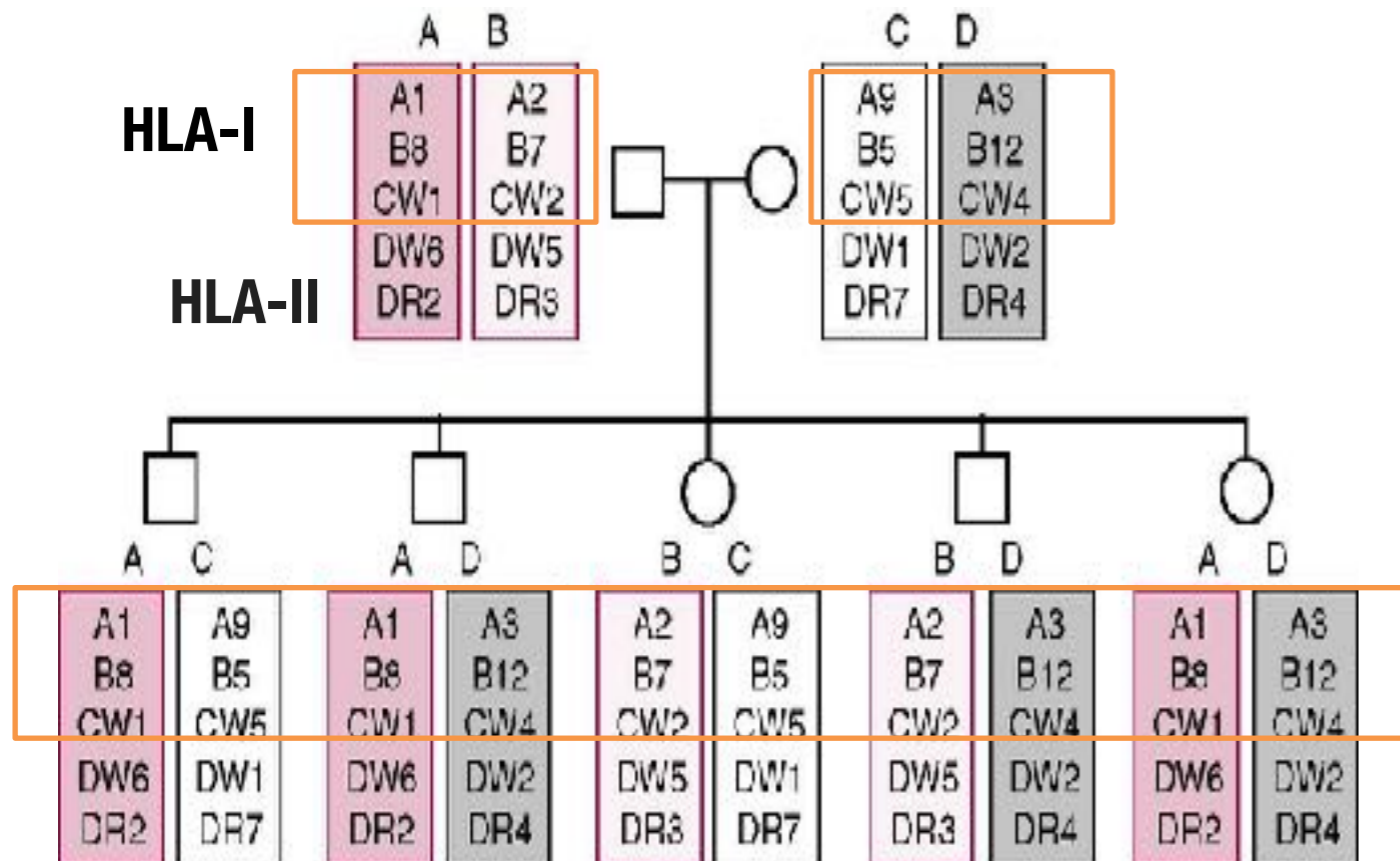 A B C D
HLA-I
A1 A2 A9 A3
B8 B7 B5 B12
CW1 CW2 CW5 CW4
HLA-II
DW6 DW5 DW1 DW2
DR2 DR3 DR7 DR4
A C A D B C B D A D
A1 A9 A1 A3 A2 A9 A2 A3 A1 A3
B8 B5 B8 B12 B7 B5 B7 B12 B8 B12
CW1 CW5 CW1 CW4 CW2 CW5 CW2 CW4 CW1 CW4
DW6 DW1 DW6 DW2 DW5 DW1 DW5 DW2 DW6 DW2
DR2 DR7 DR2 DR4 DR3 DR7 DR3 DR4 DR2 DR4